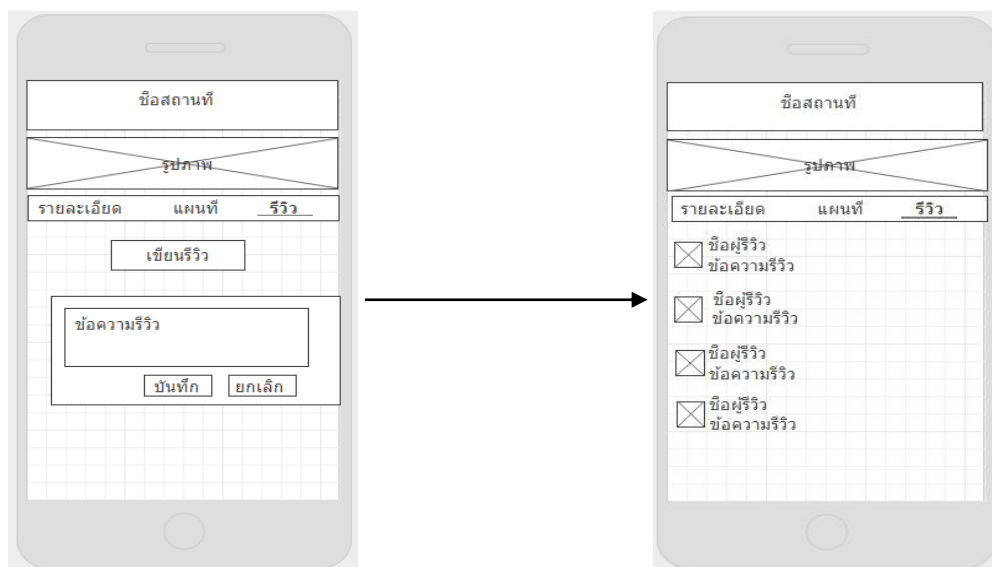 ชื่อสถานที่
รูปภาพ
รายละเอียด แผนที่ รีวิว
เขียนรีวิว
ข้อความรีวิว
บันทึก ยกเลิก
ชื่อสถานที่
รูปภาพ
รายละเอียด แผนที่ รีวิว
ชื่อผู้รีวิว
ข้อความรีวิว
ชื่อผู้รีวิว
ข้อความรีวิว
ชื่อผู้รีวิว
ข้อความรีวิว
ชื่อผู้รีวิว
ข้อความรีวิว